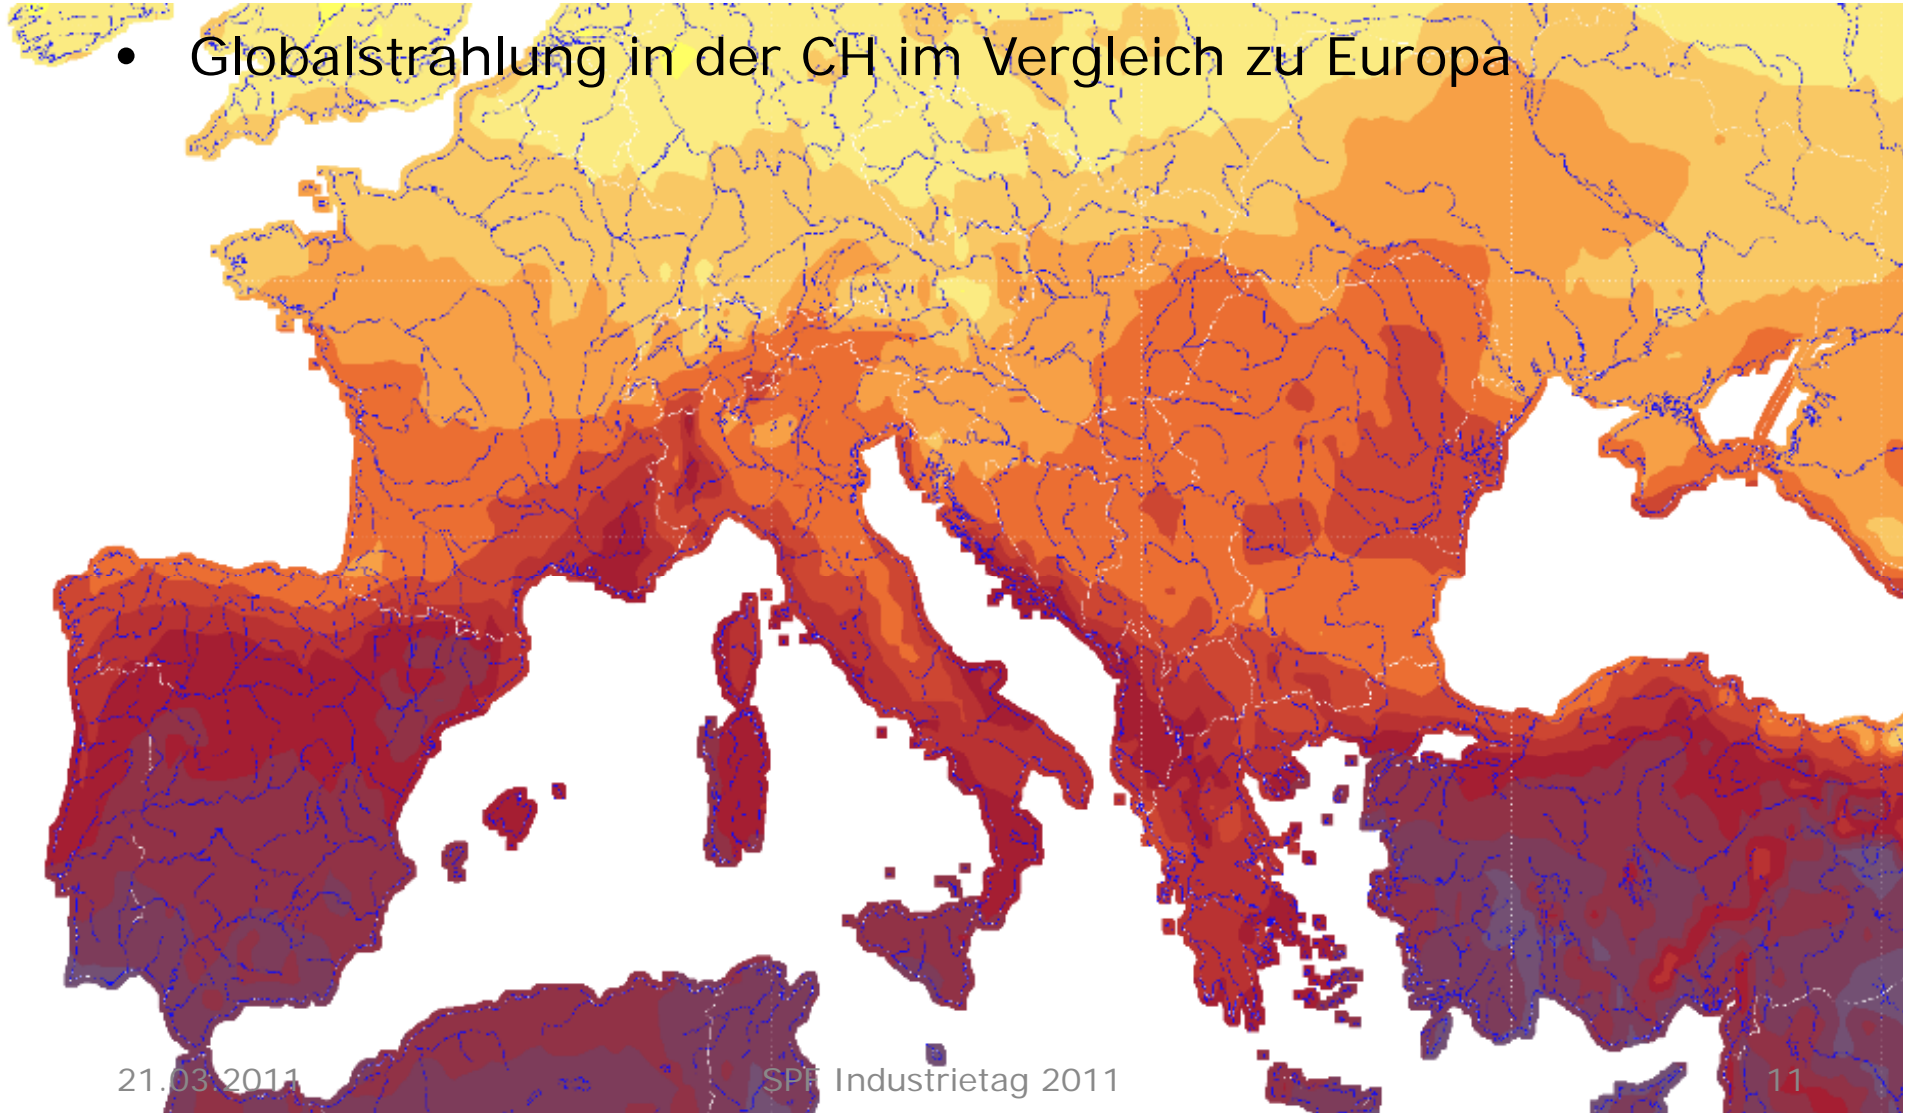 • Globalstrahlung in der CH im Vergleich zu Europa
21.03.2011 SPF Industrietag 2011 11